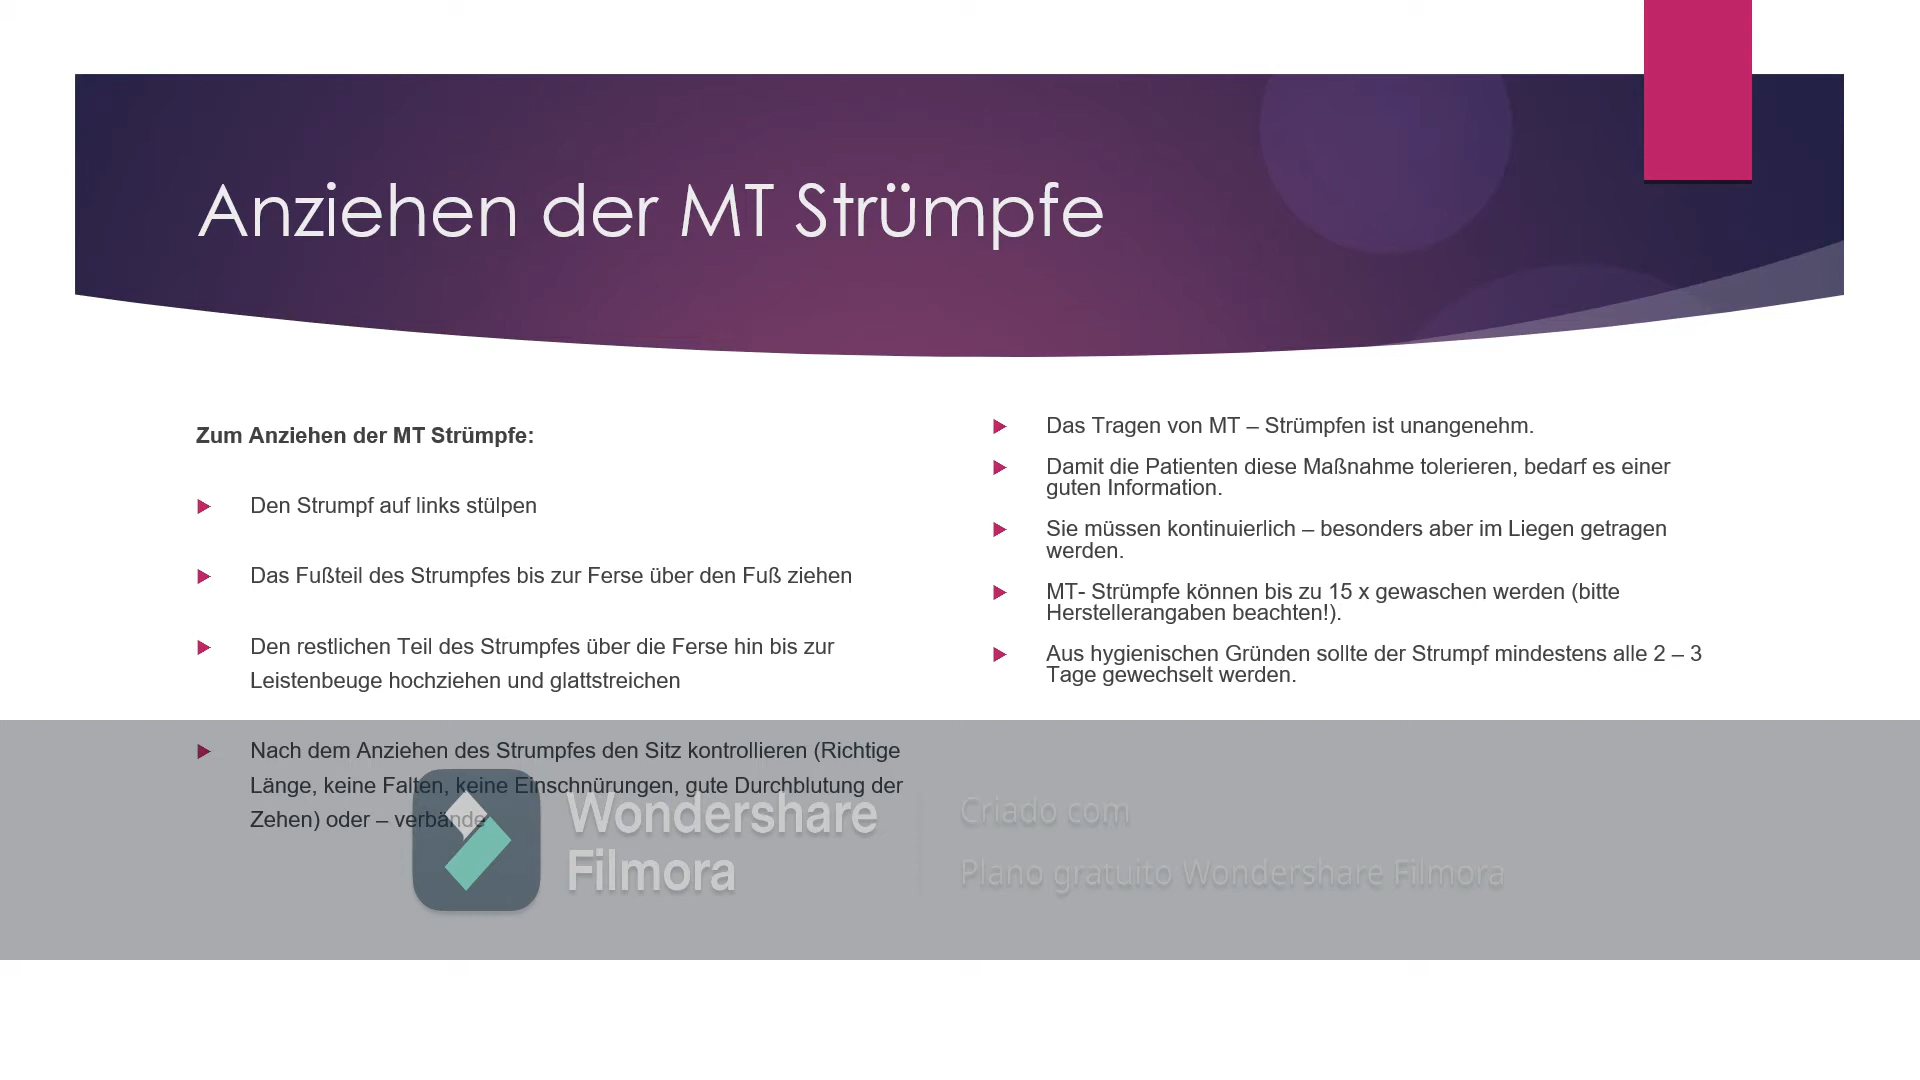 Anziehen der MT Strümpfe
Zum Anziehen der MT Strümpfe:
Den Strumpf auf links stülpen
Das Fußteil des Strumpfes bis zur Ferse über den Fuß ziehen
Den restlichen Teil des Strumpfes über die Ferse hin bis zur
Leistenbeuge hochziehen und glattstreichen
Nach dem Anziehen des Strumpfes den Sitz kontrollieren (Richtige
Länge, keine Falten, keine Einschnürungen, gute Durchblutung der
Zehen) oder – verbände
Das Tragen von MT – Strümpfen ist unangenehm.
Damit die Patienten diese Maßnahme tolerieren, bedarf es einer
guten Information.
Sie müssen kontinuierlich – besonders aber im Liegen getragen
werden.
MT- Strümpfe können bis zu 15 x gewaschen werden (bitte
Herstellerangaben beachten!).
Aus hygienischen Gründen sollte der Strumpf mindestens alle 2 – 3
Tage gewechselt werden.
Wondershare
Filmora
Criado com
Plano gratuito Wondershare Filmora